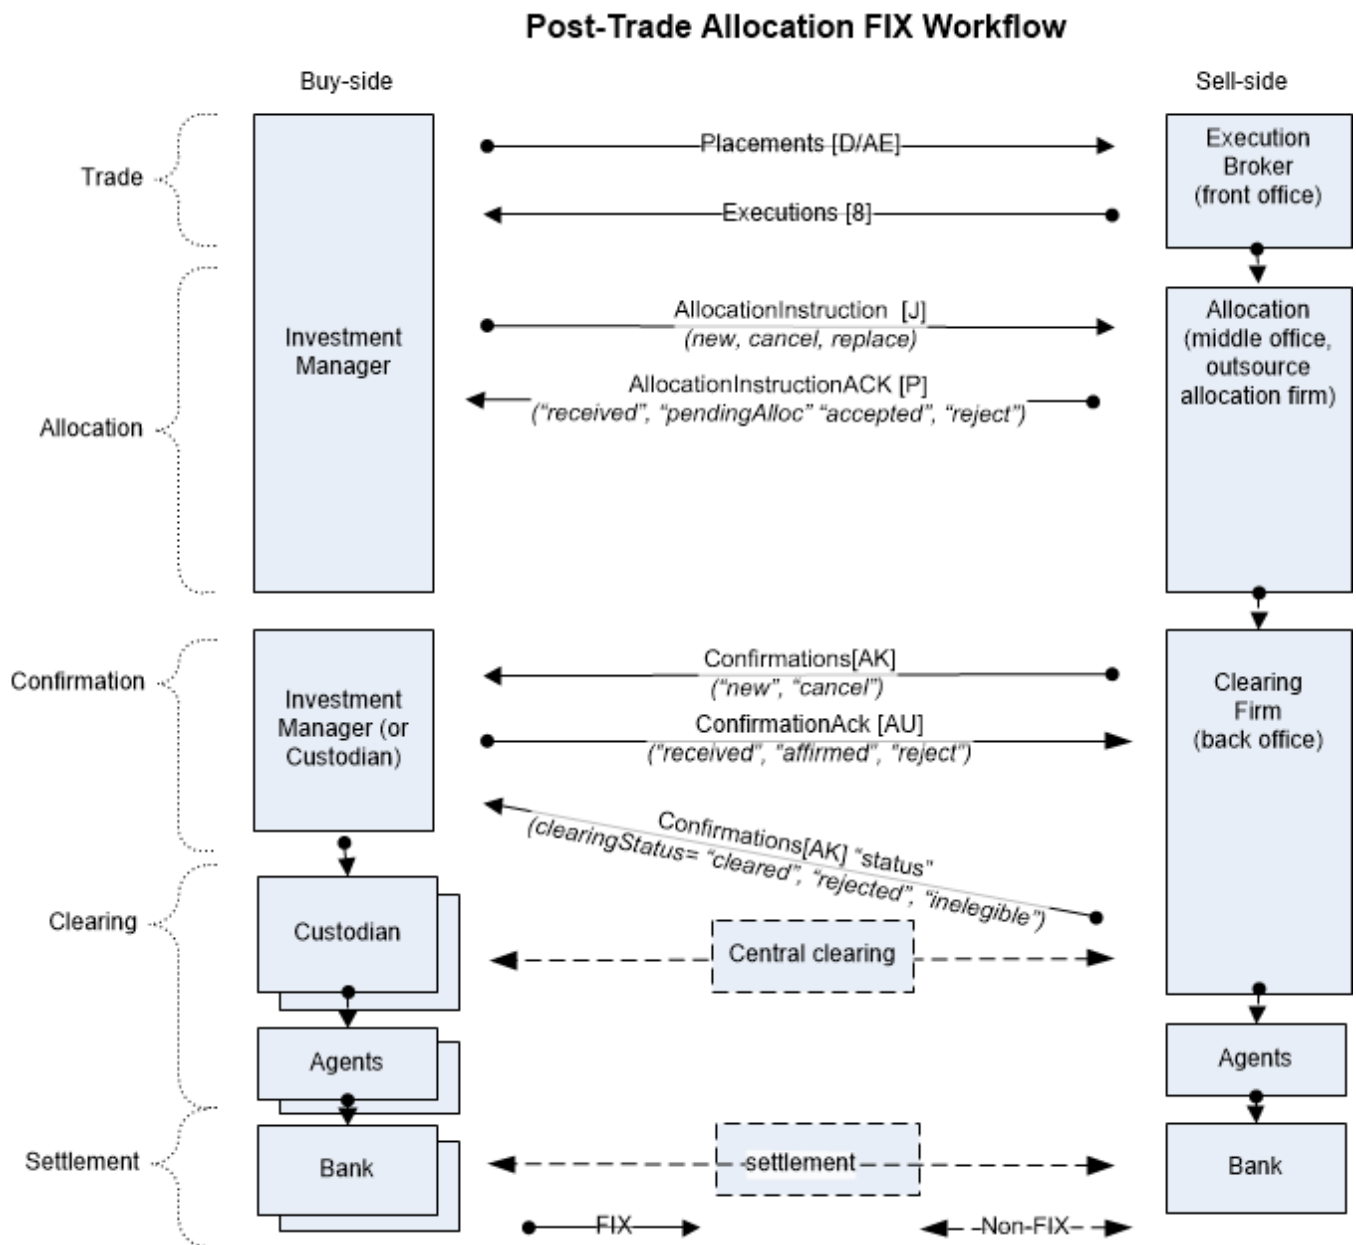 Post-Trade Allocation FIX Workflow
Buy-side
Sell-side
Trade
Placements [D/AE]
Executions [8]
Execution
Broker
(front office)
Allocation
Investment
Manager
AllocationInstruction [J]
(new, cancel, replace)
AllocationInstructionACK [P]
(“received”, “pendingAlloc” “accepted”, “reject”)
Allocation
(middle office,
outsource
allocation firm)
Confirmation
Investment
Manager (or
Custodian)
Confirmations[AK]
(“new”, “cancel”)
ConfirmationAck [AU]
(“received”, “affirmed”, “reject”)
Confirmations[AK] “status”
(clearingStatus= “cleared”, “rejected”, “inelegible”)
Clearing
Firm
(back office)
Clearing
Custodian
Central clearing
Agents
Agents
Settlement
Bank
settlement
Bank
FIX
Non-FIX